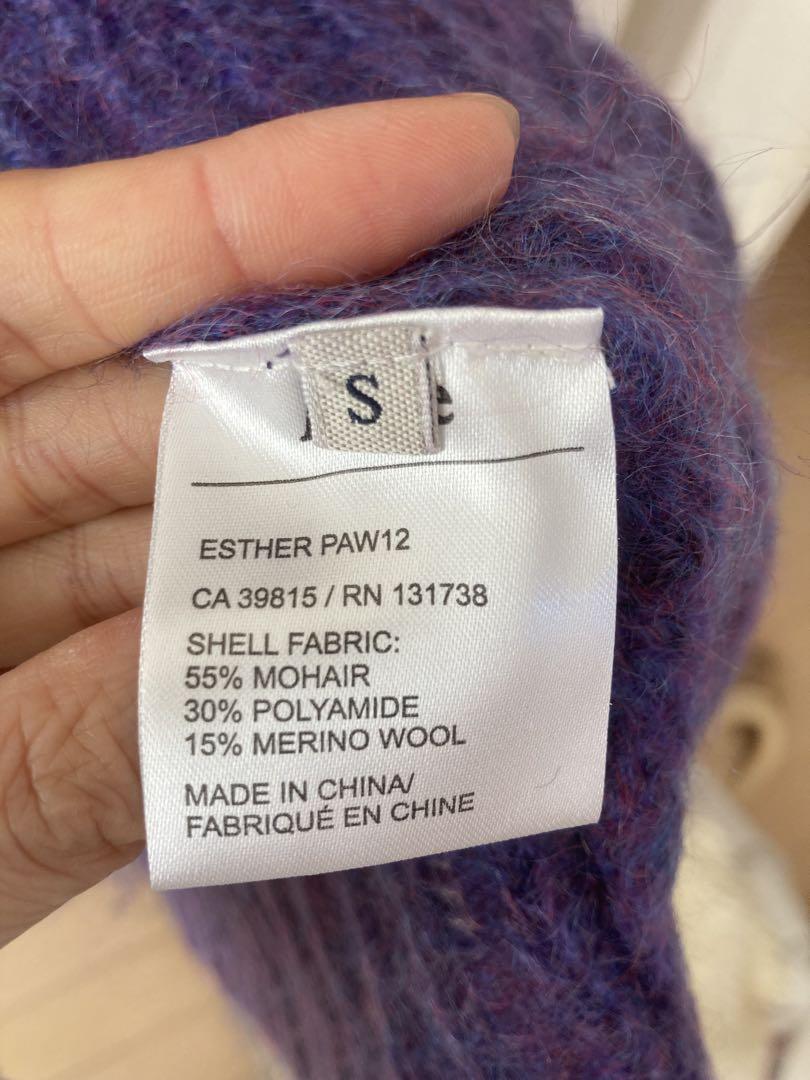 S
ESTHER PAW12
CA 39815 / RN 131738
SHELL FABRIC:
55% MOHAIR
30% POLYAMIDE
15% MERINO WOOL
MADE IN CHINA/
FABRIQUÉ EN CHINE